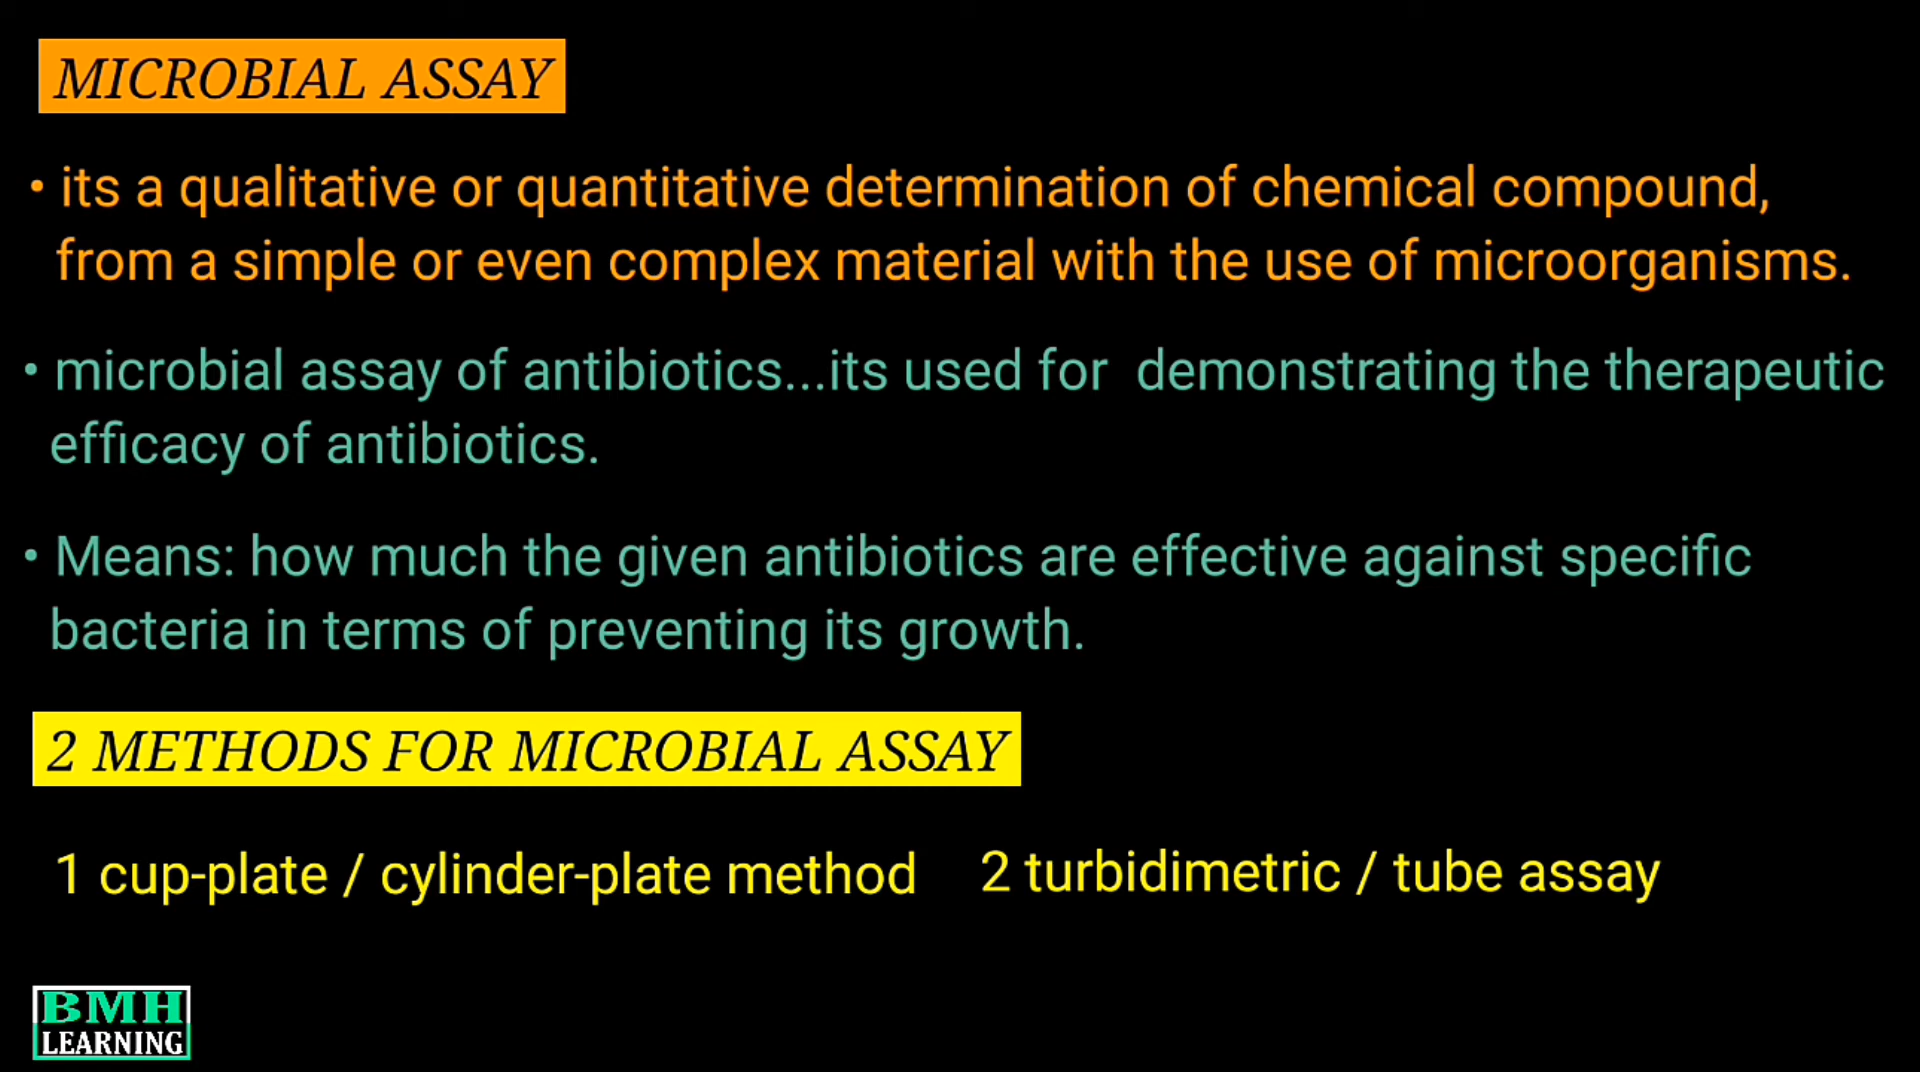 MICROBIAL ASSAY
• its a qualitative or quantitative determination of chemical compound,
from a simple or even complex material with the use of microorganisms.
• microbial assay of antibiotics...its used for  demonstrating the therapeutic
efficacy of antibiotics.
• Means: how much the given antibiotics are effective against specific
bacteria in terms of preventing its growth.
2 METHODS FOR MICROBIAL ASSAY
1 cup-plate / cylinder-plate method    2 turbidimetric / tube assay
BMH
LEARNING